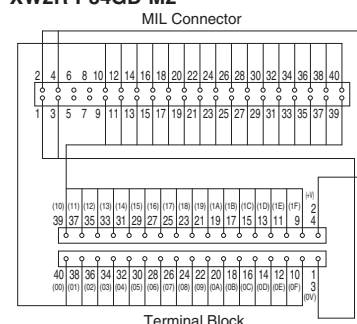 XW2R-P34GD-M2
MIL Connector
2 4 6 8 10 12 14 16 18 20 22 24 26 28 30 32 34 36 38 40
1 3 5 7 9 11 13 15 17 19 21 23 25 27 29 31 33 35 37 39
(10) (11) (12) (13) (14) (15) (16) (17) (18) (19) (1A) (1B) (1C) (1D) (1E) (1F) (+V) 2
39 37 35 33 31 29 27 25 23 21 19 17 15 13 11 9 4
40 38 36 34 32 30 28 26 24 22 20 18 16 14 12 10 1
(00) (01) (02) (03) (04) (05) (06) (07) (08) (09) (0A) (0B) (0C) (0D) (0E) (0F) 3
(0V)
Terminal Block